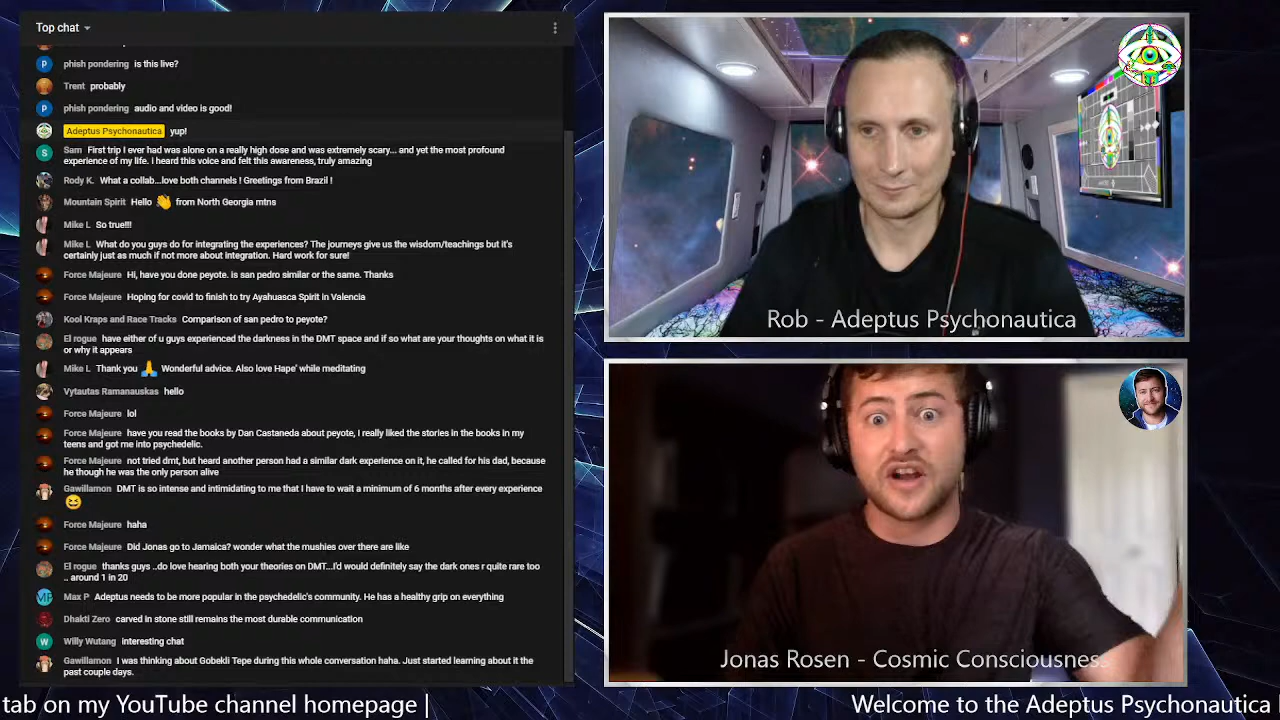 Top chat
phish pondering is this live?
Trent probably
phish pondering audio and video is good!
Adeptus Psychonautica yup!
Sam First trip I ever had was alone on a really high dose and was extremely scary... and yet the most profound
experience of my life. I heard this voice and felt this awareness, truly amazing
Rody K. What a collab...love both channels ! Greetings from Brazil !
Mountain Spirit Hello 👋 from North Georgia mtns
Mike L So true!!!
Mike L What do you guys do for integrating the experiences? The journeys give us the wisdom/teachings but it's
certainly just as much if not more about integration. Hard work for sure!
Force Majeure Hi, have you done peyote. is san pedro similar or the same. Thanks
Force Majeure Hoping for covid to finish to try Ayahuasca Spirit in Valencia
Kool Kraps and Race Tracks Comparison of san pedro to peyote?
El rogue have either of u guys experienced the darkness in the DMT space and if so what are your thoughts on what it is
or why it appears
Mike L Thank you 🙏 Wonderful advice. Also love Hape' while meditating
Vytautas Ramanauskas hello
Force Majeure lol
Force Majeure have you read the books by Dan Castaneda about peyote, I really liked the stories in the books in my
teens and got me into psychedelic.
Force Majeure not tried dmt, but heard another person had a similar dark experience on it, he called for his dad, because
he though he was the only person alive
Gawillamon DMT is so intense and intimidating to me that I have to wait a minimum of 6 months after every experience
😆
Force Majeure haha
Force Majeure Did Jonas go to Jamaica? wonder what the mushies over there are like
El rogue thanks guys ..do love hearing both your theories on DMT...I'd would definitely say the dark ones r quite rare too
.. around 1 in 20
Max P Adeptus needs to be more popular in the psychedelic's community. He has a healthy grip on everything
Dhakti Zero carved in stone still remains the most durable communication
Willy Wutang interesting chat
Gawillamon I was thinking about Gobekli Tepe during this whole conversation haha. Just started learning about it the
past couple days.
Rob - Adeptus Psychonautica
Jonas Rosen - Cosmic Consciousness
tab on my YouTube channel homepage |
Welcome to the Adeptus Psychonautica